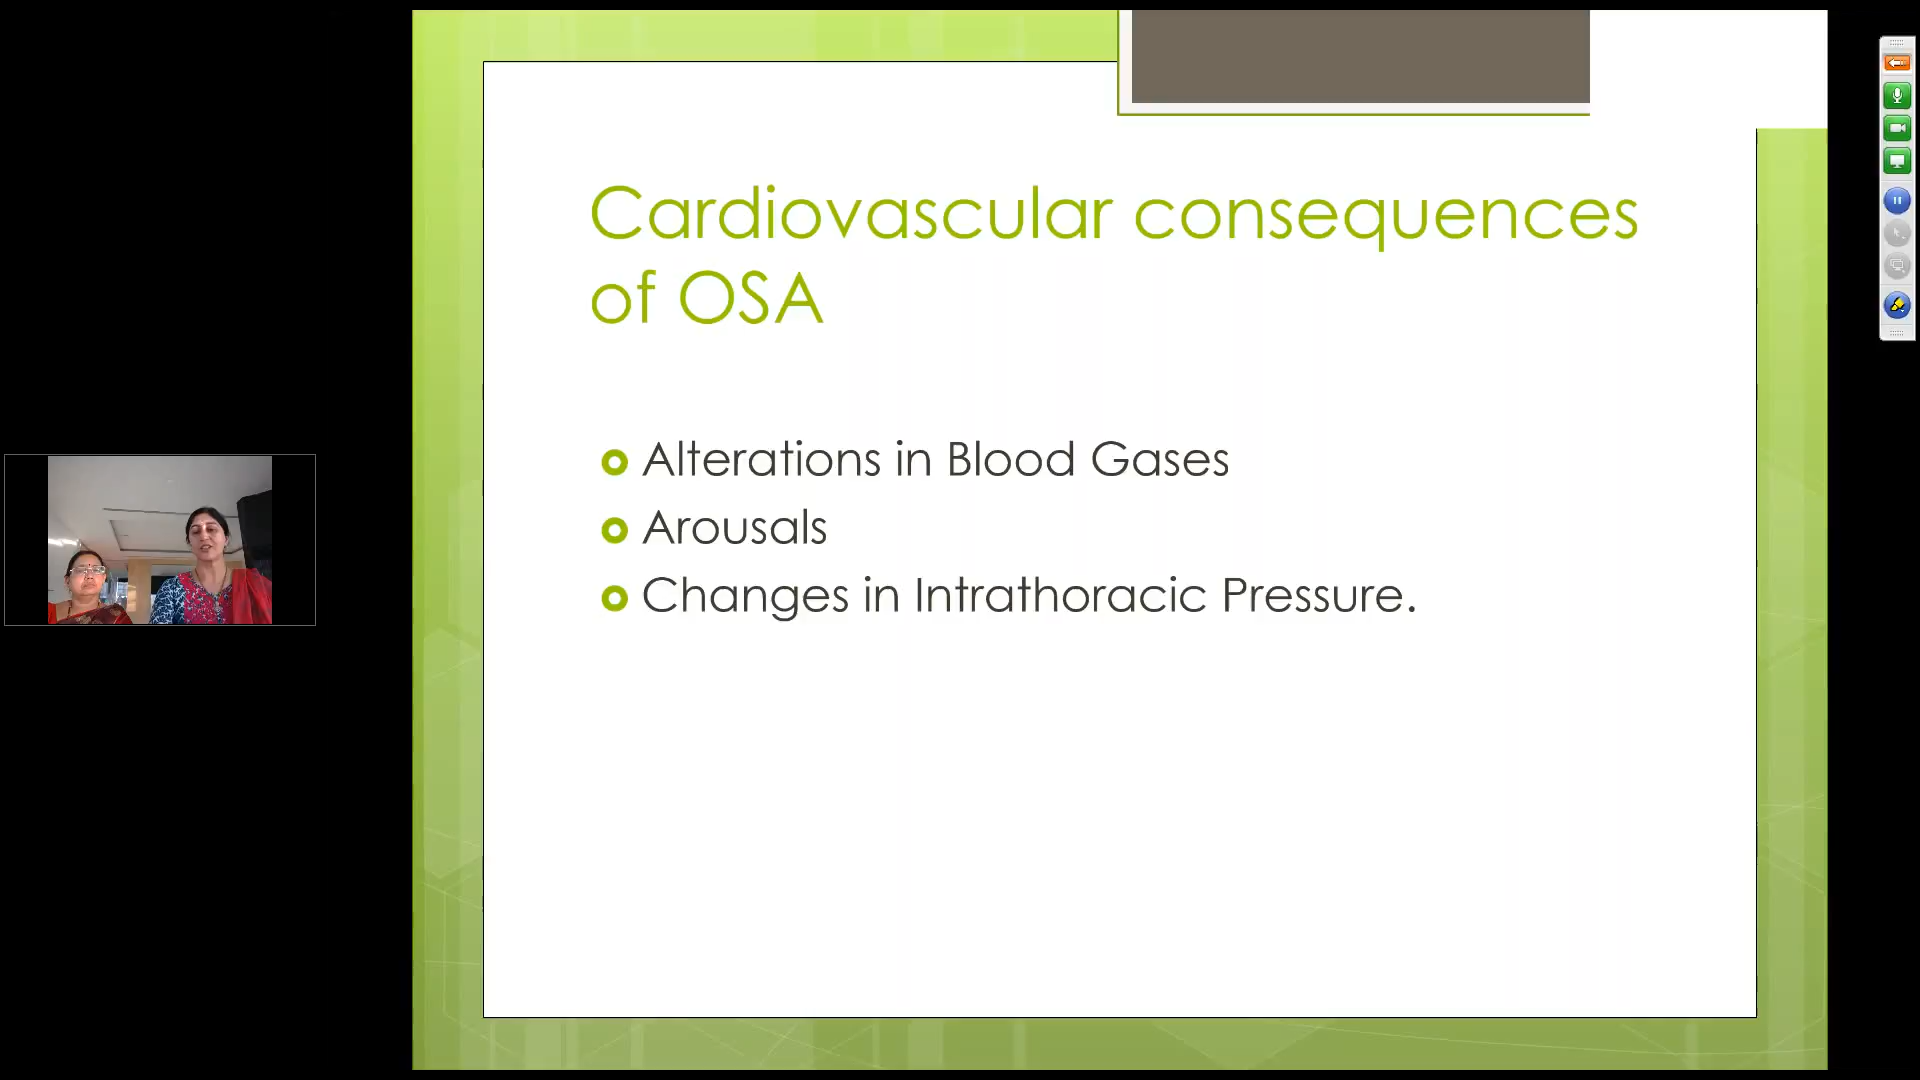 Cardiovascular consequences
of OSA
Alterations in Blood Gases
Arousals
Changes in Intrathoracic Pressure.